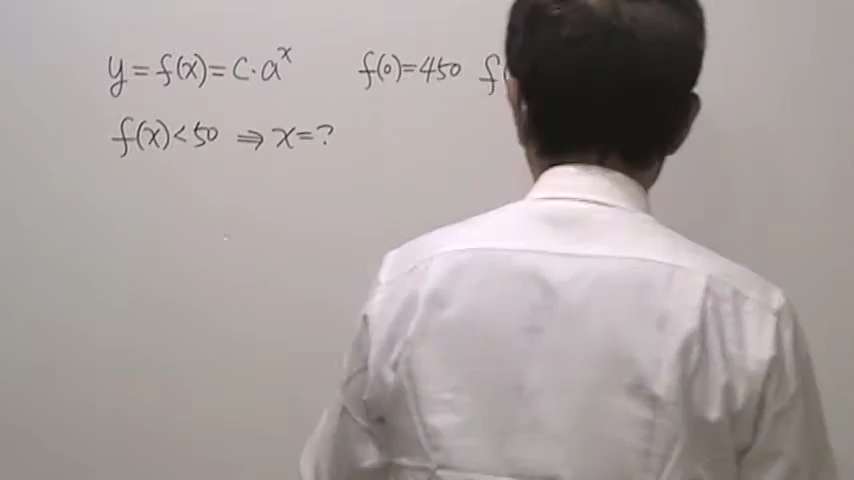 y=f(x)=c·a^x f(0)=450 f(
f(x)<50 ⇒ x=?